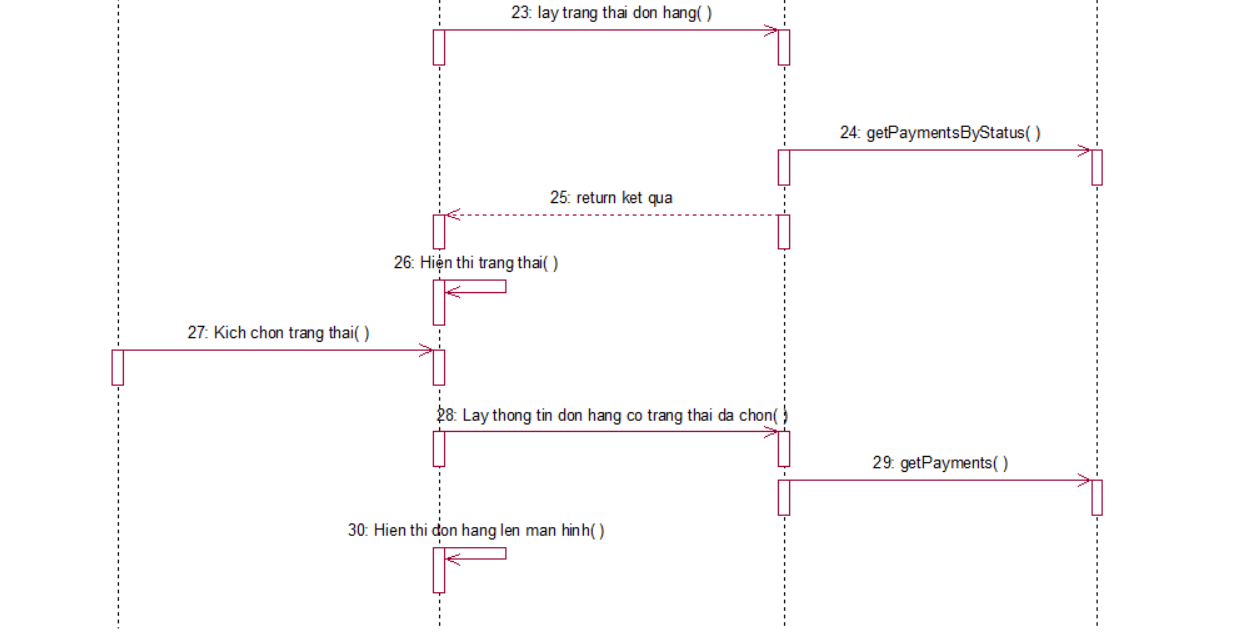 23: lay trang thai don hang( )
24: getPaymentsByStatus( )
25: return ket qua
26: Hien thi trang thai( )
27: Kich chon trang thai( )
28: Lay thong tin don hang co trang thai da chon( )
29: getPayments( )
30: Hien thi don hang len man hinh( )